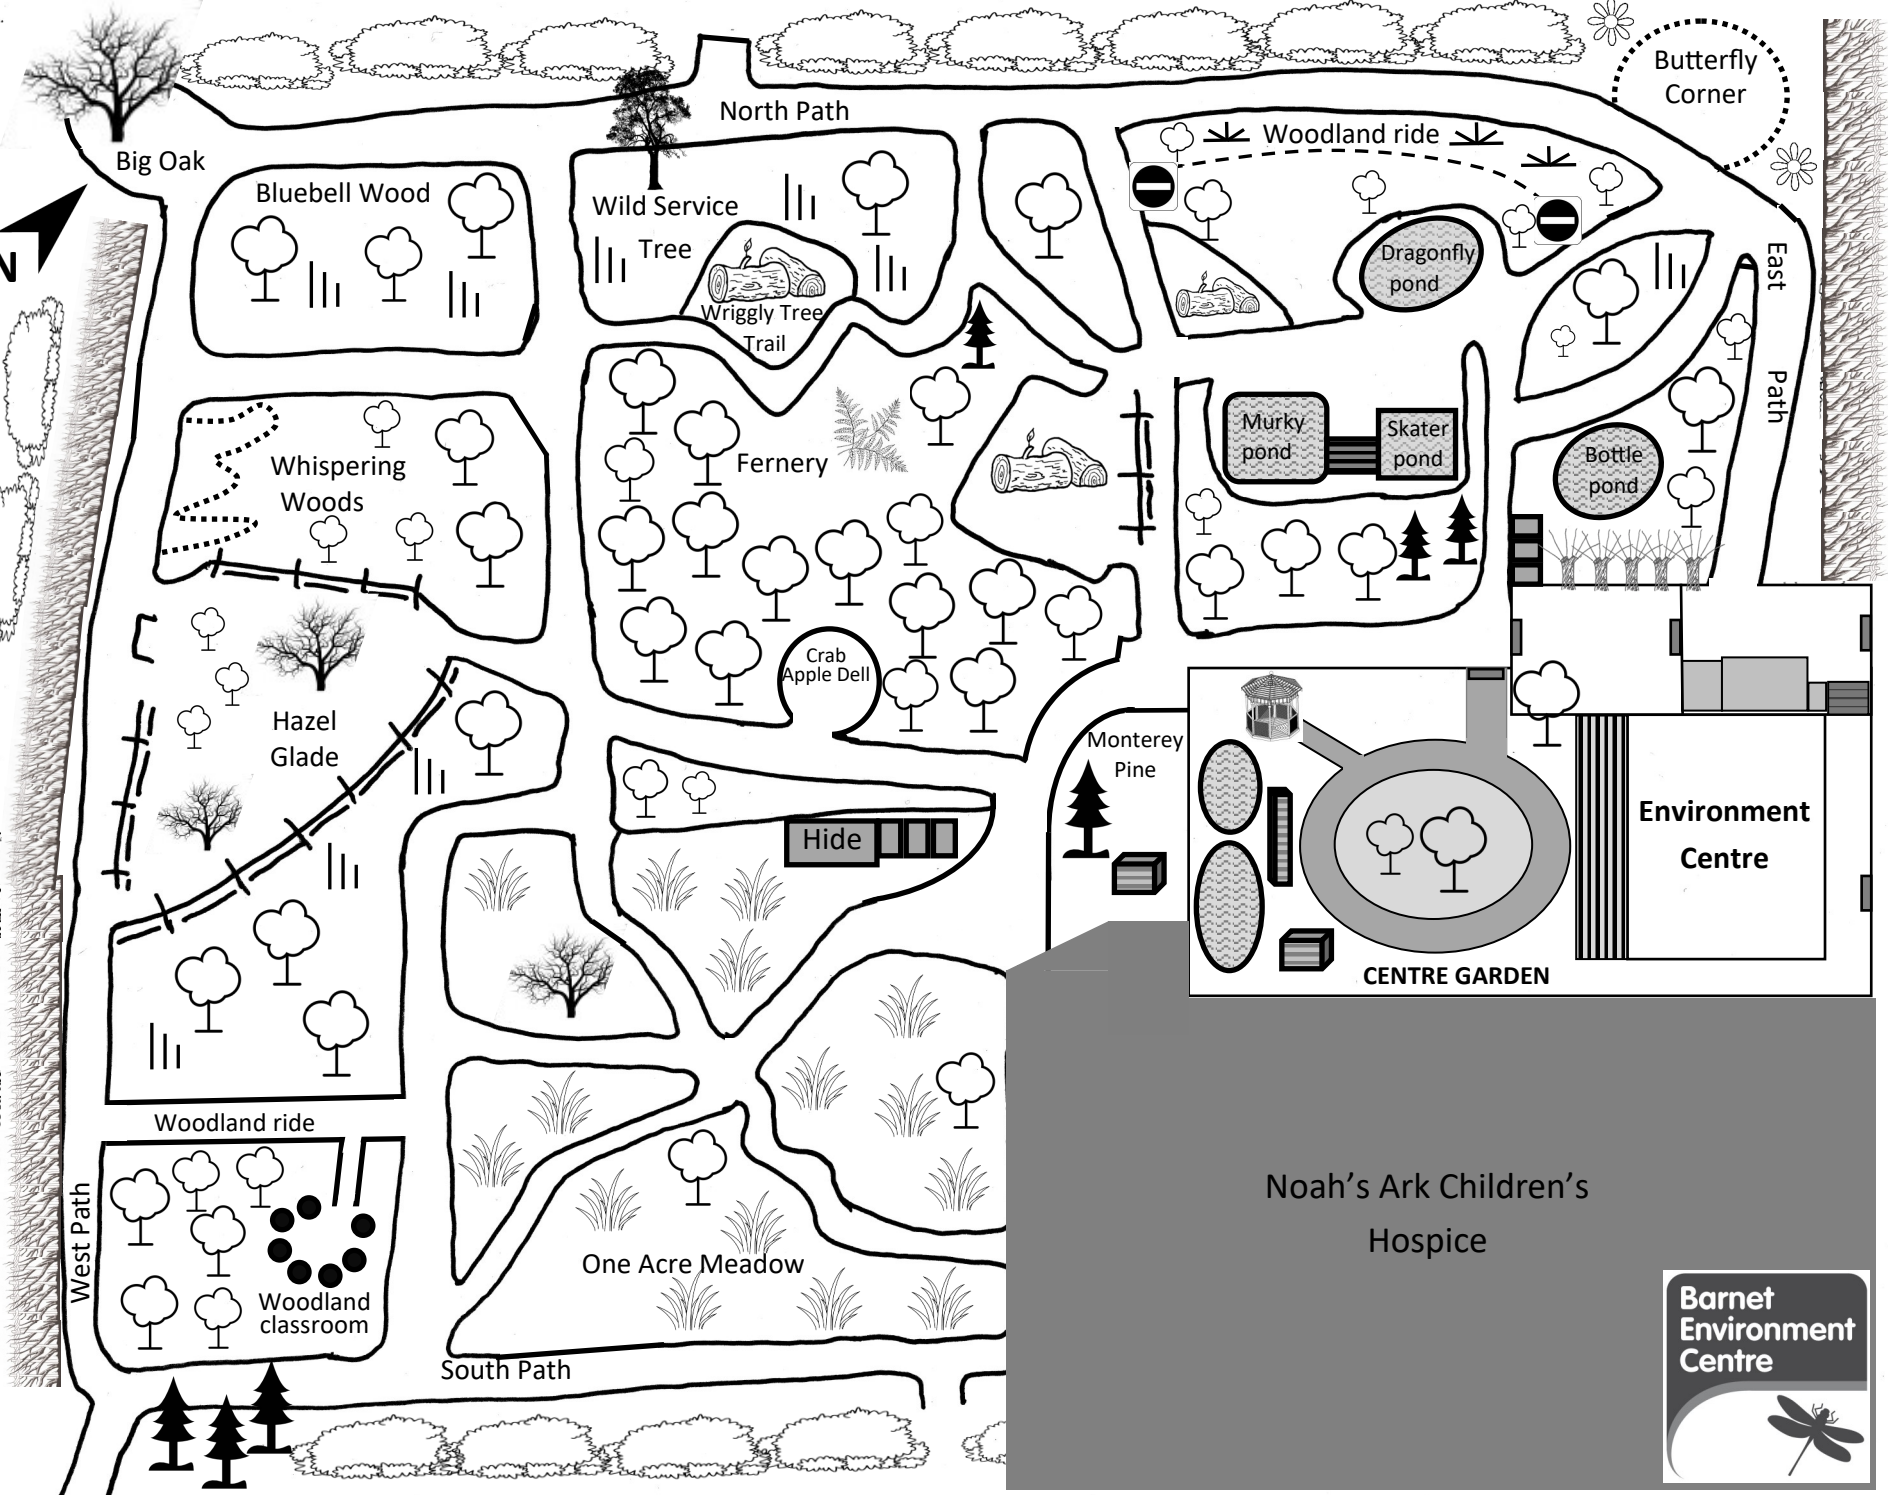 Butterfly
Corner
North Path
Woodland ride
Big Oak
Bluebell Wood
Wild Service
Tree
Wriggly Tree
Trail
Dragonfly
pond
East
Path
N
Murky
pond
Skater
pond
Bottle
pond
Whispering
Woods
Fernery
Crab
Apple Dell
Hazel
Glade
Monterey
Pine
Hide
Environment
Centre
CENTRE GARDEN
Woodland ride
West Path
Woodland
classroom
One Acre Meadow
South Path
Noah's Ark Children's
Hospice
Barnet
Environment
Centre